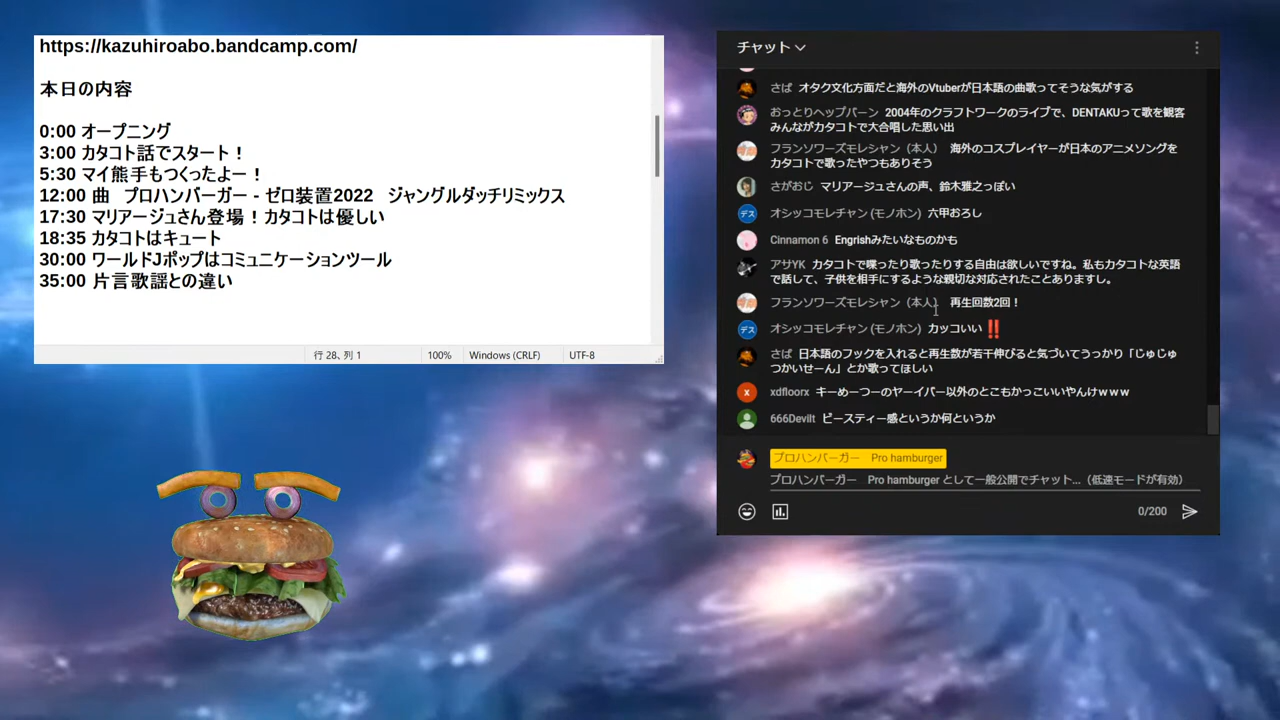 https://kazuhiroabo.bandcamp.com/
本日の内容
0:00 オープニング
3:00 カタコト話でスタート！
5:30 マイ熊手もつくったよー！
12:00 曲　プロハンバーガー - ゼロ装置2022　ジャングルダッチリミックス
17:30 マリアージュさん登場！カタコトは優しい
18:35 カタコトはキュート
30:00 ワールドJポップはコミュニケーションツール
35:00 片言歌謡との違い
行 28、列 1
100%
Windows (CRLF)
UTF-8
チャット
さば オタク文化方面だと海外のVtuberが日本語の曲歌ってそうな気がする
おっとりヘップバーン 2004年のクラフトワークのライブで、DENTAKUって歌を観客
みんながカタコトで大合唱した思い出
フランソワーズモレシャン（本人） 海外のコスプレイヤーが日本のアニメソングを
カタコトで歌ったやつもありそう
さがおじ マリアージュさんの声、鈴木雅之っぽい
デス オシッコモレチャン (モノホン) 六甲おろし
Cinnamon 6 Engrishみたいなものかも
アサYK カタコトで喋ったり歌ったりする自由は欲しいですね。私もカタコトな英語
で話して、子供を相手にするような親切な対応されたことありますし。
フランソワーズモレシャン（本人） 再生回数2回！
デス オシッコモレチャン (モノホン) カッコいい‼️
さば 日本語のフックを入れると再生数が若干伸びると気づいてうっかり「じゅじゅ
つかいせーん」とか歌ってほしい
x xdfloorx キーめーつーのヤーイバー以外のとこもかっこいいやんけｗｗｗ
666Devilt ビースティー感というか何というか
プロハンバーガー　Pro hamburger
プロハンバーガー　Pro hamburger として一般公開でチャット...（低速モードが有効）
0/200